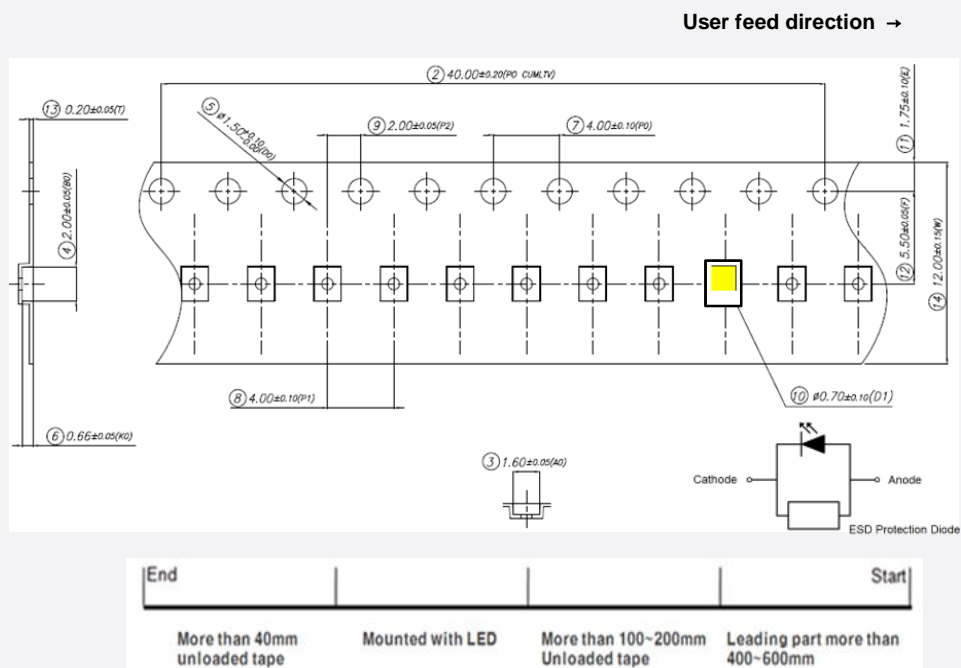 User feed direction →
② 40.00±0.20(PO CUMLTV)
⑬ 0.20±0.05(T)
⑤ ø1.50+0.10 -0.00(D0)
⑨ 2.00±0.05(P2)
⑦ 4.00±0.10(P0)
⑪ 1.75±0.10(E)
④ 2.00±0.05(B0)
⑫ 5.50±0.05(F)
⑭ 12.00±0.15(W)
⑧ 4.00±0.10(P1)
⑩ ø0.70±0.10(D1)
⑥ 0.66±0.05(K0)
③ 1.60±0.05(A0)
Cathode
Anode
ESD Protection Diode
End
Start
More than 40mm
unloaded tape
Mounted with LED
More than 100~200mm
Unloaded tape
Leading part more than
400~600mm